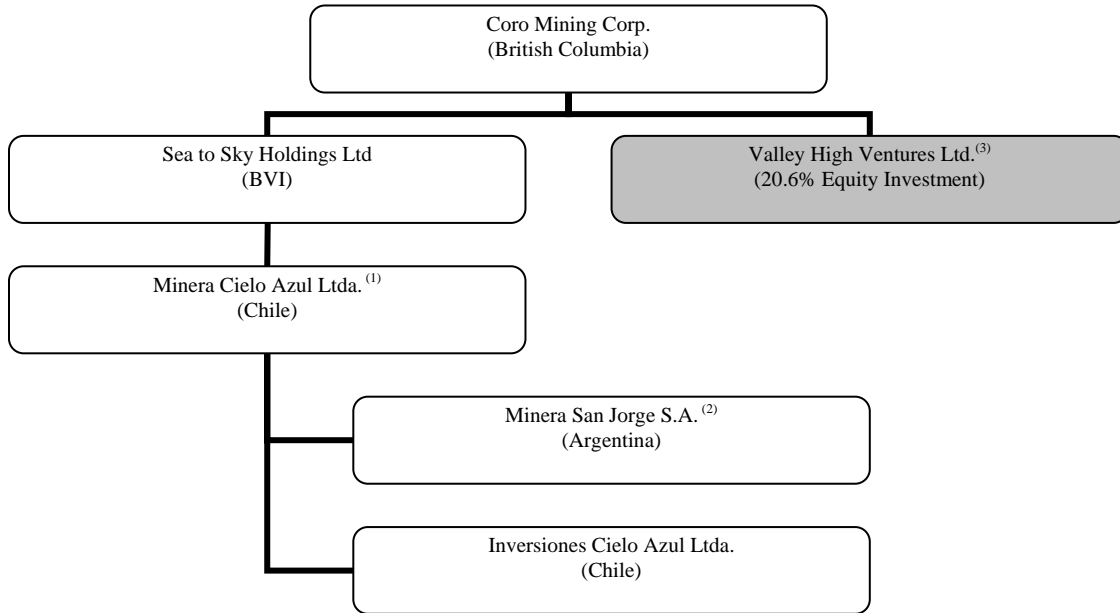 Coro Mining Corp.
(British Columbia)
Sea to Sky Holdings Ltd
(BVI)
Valley High Ventures Ltd.(3)
(20.6% Equity Investment)
Minera Cielo Azul Ltda. (1)
(Chile)
Minera San Jorge S.A. (2)
(Argentina)
Inversiones Cielo Azul Ltda.
(Chile)